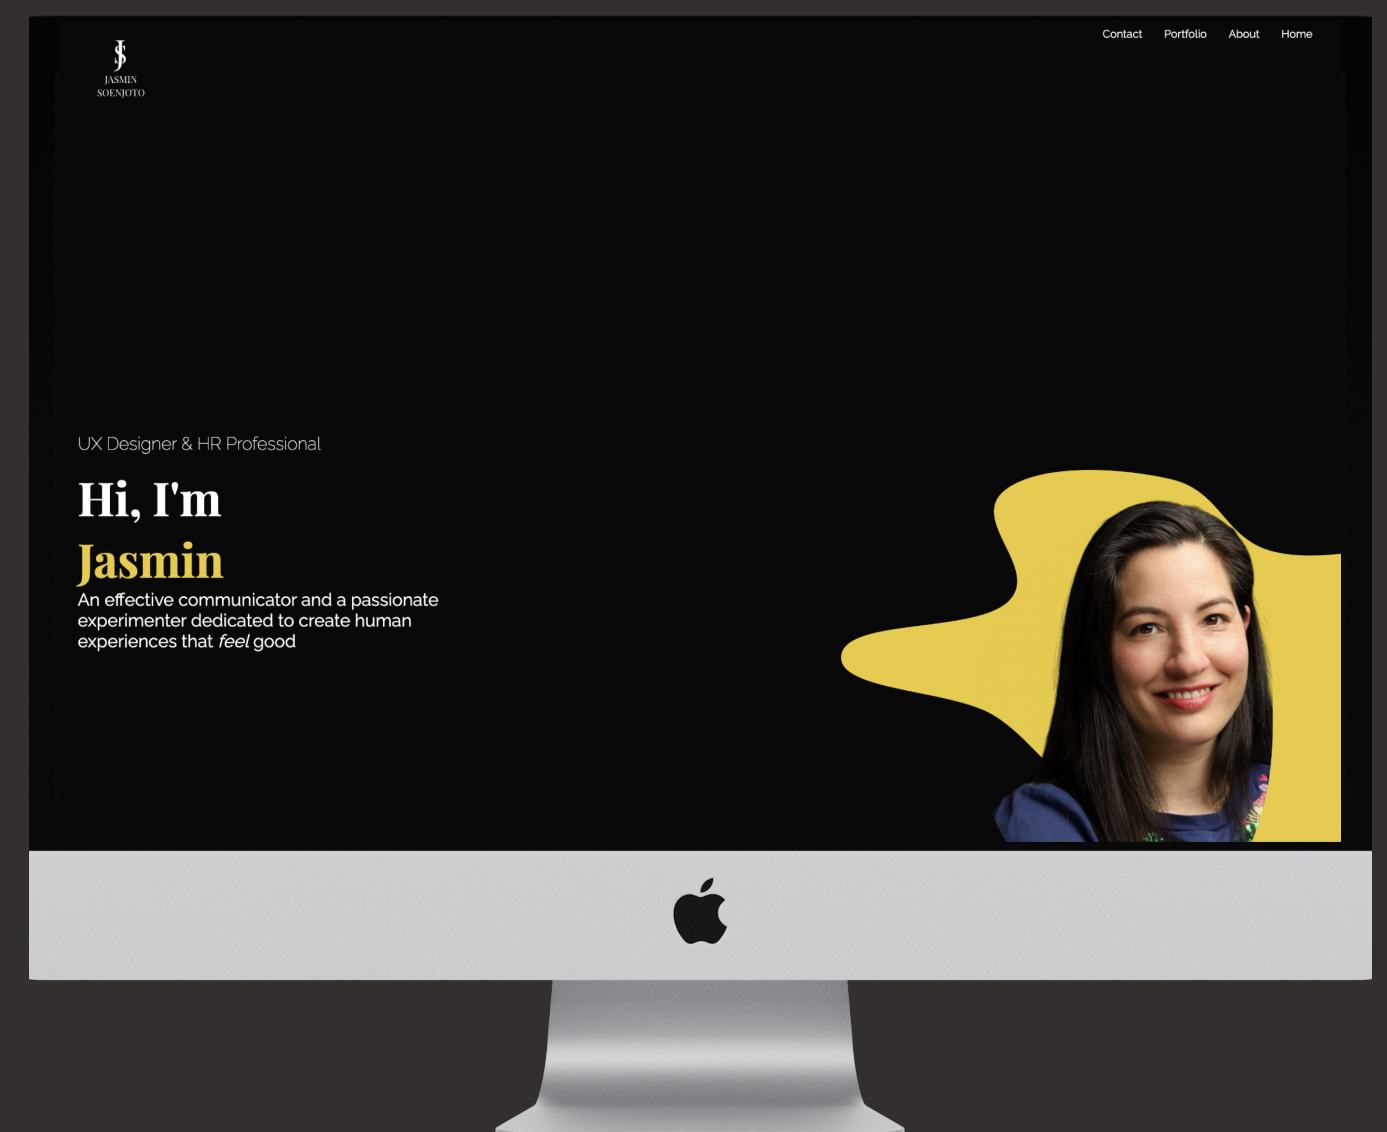 JS
JASMIN
SOENJOTO
Contact Portfolio About Home
UX Designer & HR Professional
Hi, I'm
Jasmin
An effective communicator and a passionate
experimenter dedicated to create human
experiences that feel good